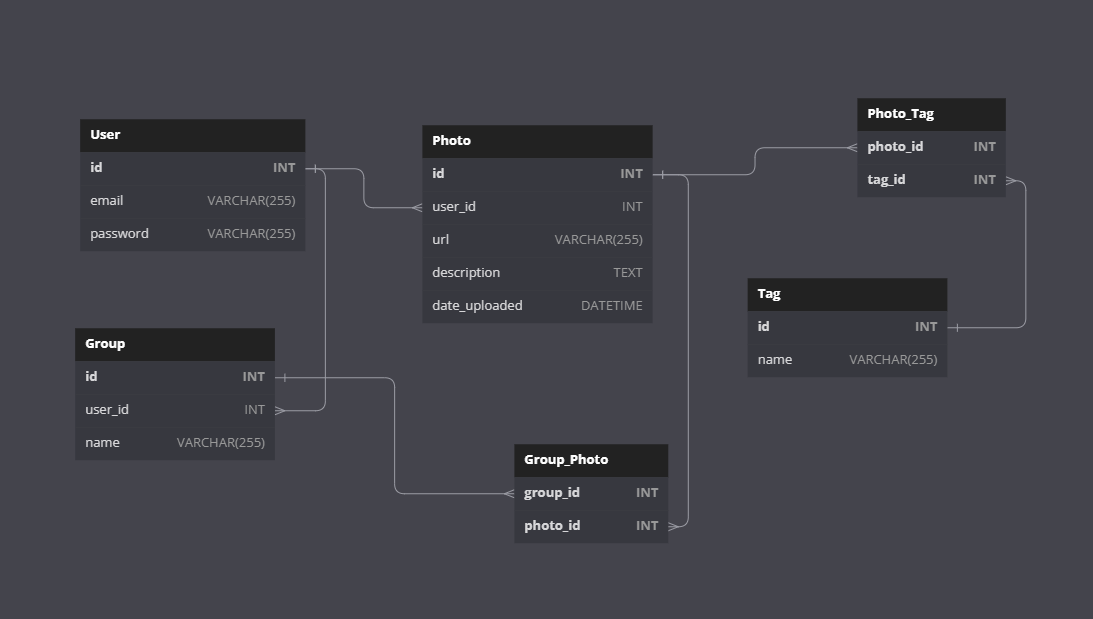 User
id INT
email VARCHAR(255)
password VARCHAR(255)
Photo
id INT
user_id INT
url VARCHAR(255)
description TEXT
date_uploaded DATETIME
Photo_Tag
photo_id INT
tag_id INT
Tag
id INT
name VARCHAR(255)
Group
id INT
user_id INT
name VARCHAR(255)
Group_Photo
group_id INT
photo_id INT